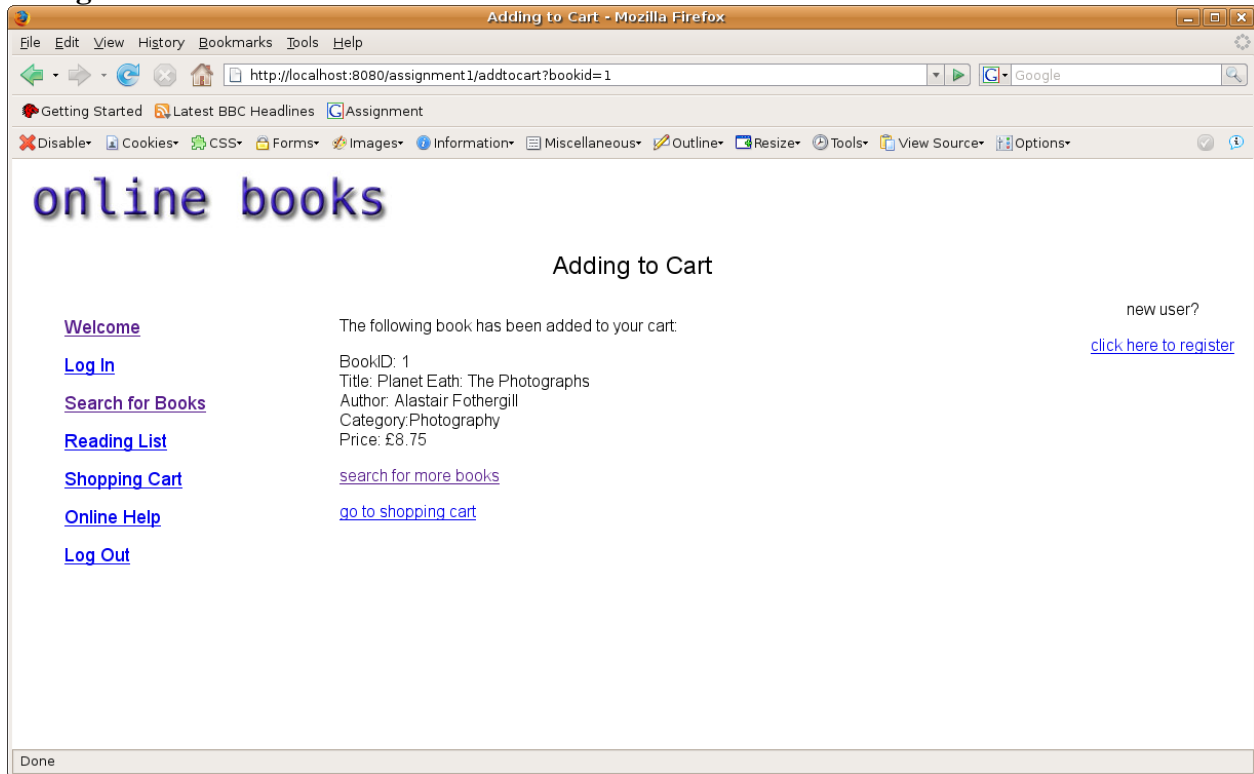 Adding to Cart - Mozilla Firefox
File Edit View History Bookmarks Tools Help
http://localhost:8080/assignment1/addtocart?bookid=1
G Google
Getting Started Latest BBC Headlines G Assignment
Disable Cookies CSS Forms Images Information Miscellaneous Outline Resize Tools View Source Options
online books
Adding to Cart
new user?
click here to register
Welcome
Log In
Search for Books
Reading List
Shopping Cart
Online Help
Log Out
The following book has been added to your cart:
BookID: 1
Title: Planet Eath: The Photographs
Author: Alastair Fothergill
Category:Photography
Price: £8.75
search for more books
go to shopping cart
Done